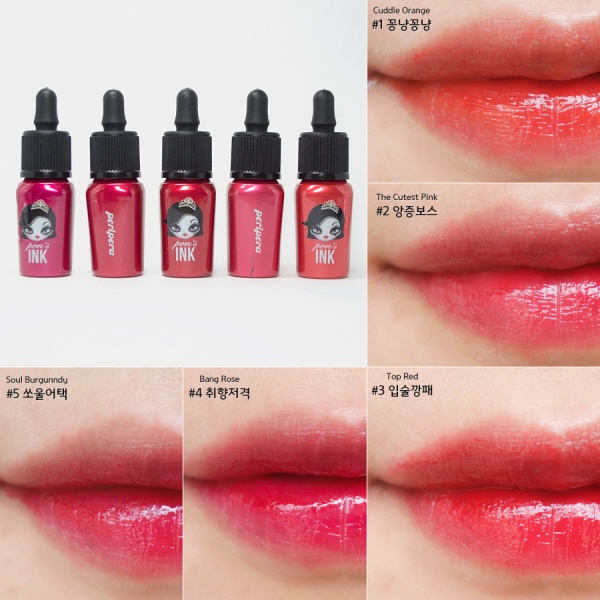 Cuddle Orange
#1 꽁냥꽁냥
The Cutest Pink
#2 앙증보스
Top Red
#3 입술깡패
Bang Rose
#4 취향저격
Soul Burgunndy
#5 쏘울어택
peri's
INK
peripera
peri's
INK
peripera
peri's
INK